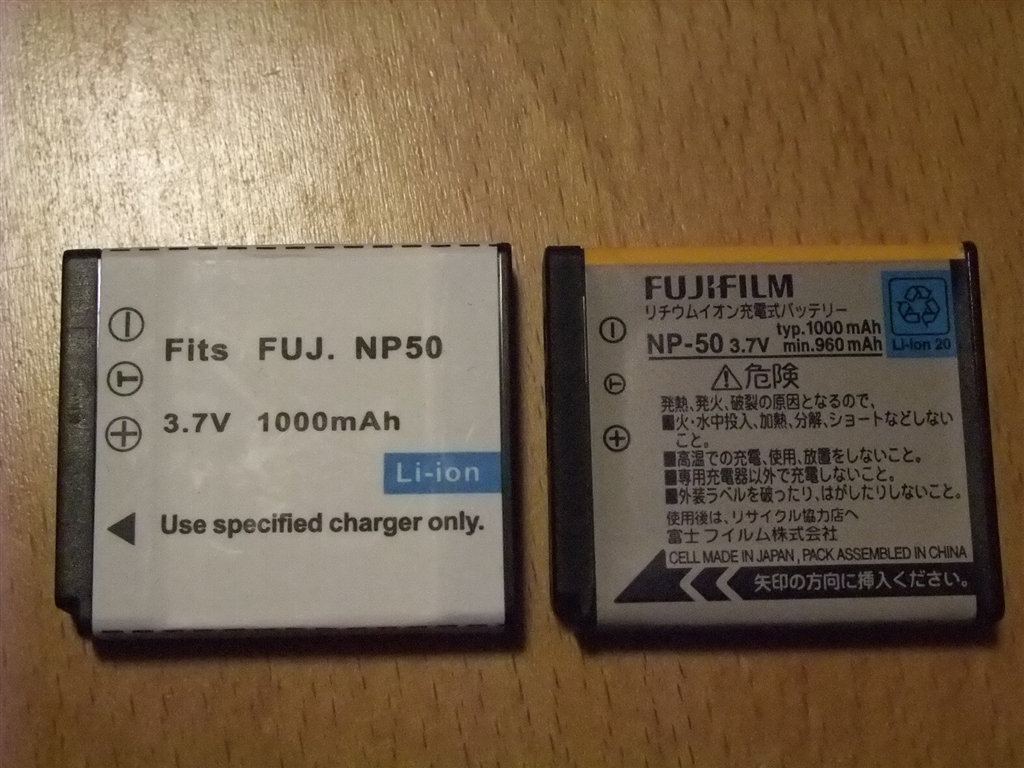 Fits FUJ. NP50
3.7V 1000mAh
Li-ion
Use specified charger only.
FUJIFILM
リチウムイオン充電式バッテリー
NP-50 3.7V typ.1000 mAh
min.960 mAh
Li-ion 20
危険
発熱、発火、破裂の原因となるので、
■火・水中投入、加熱、分解、ショートなどしない
こと。
■高温での充電、使用、放置をしないこと。
■専用充電器以外で充電しないこと。
■外装ラベルを破ったり、はがしたりしないこと。
使用後は、リサイクル協力店へ
富士フイルム株式会社
CELL MADE IN JAPAN, PACK ASSEMBLED IN CHINA
矢印の方向に挿入ください。